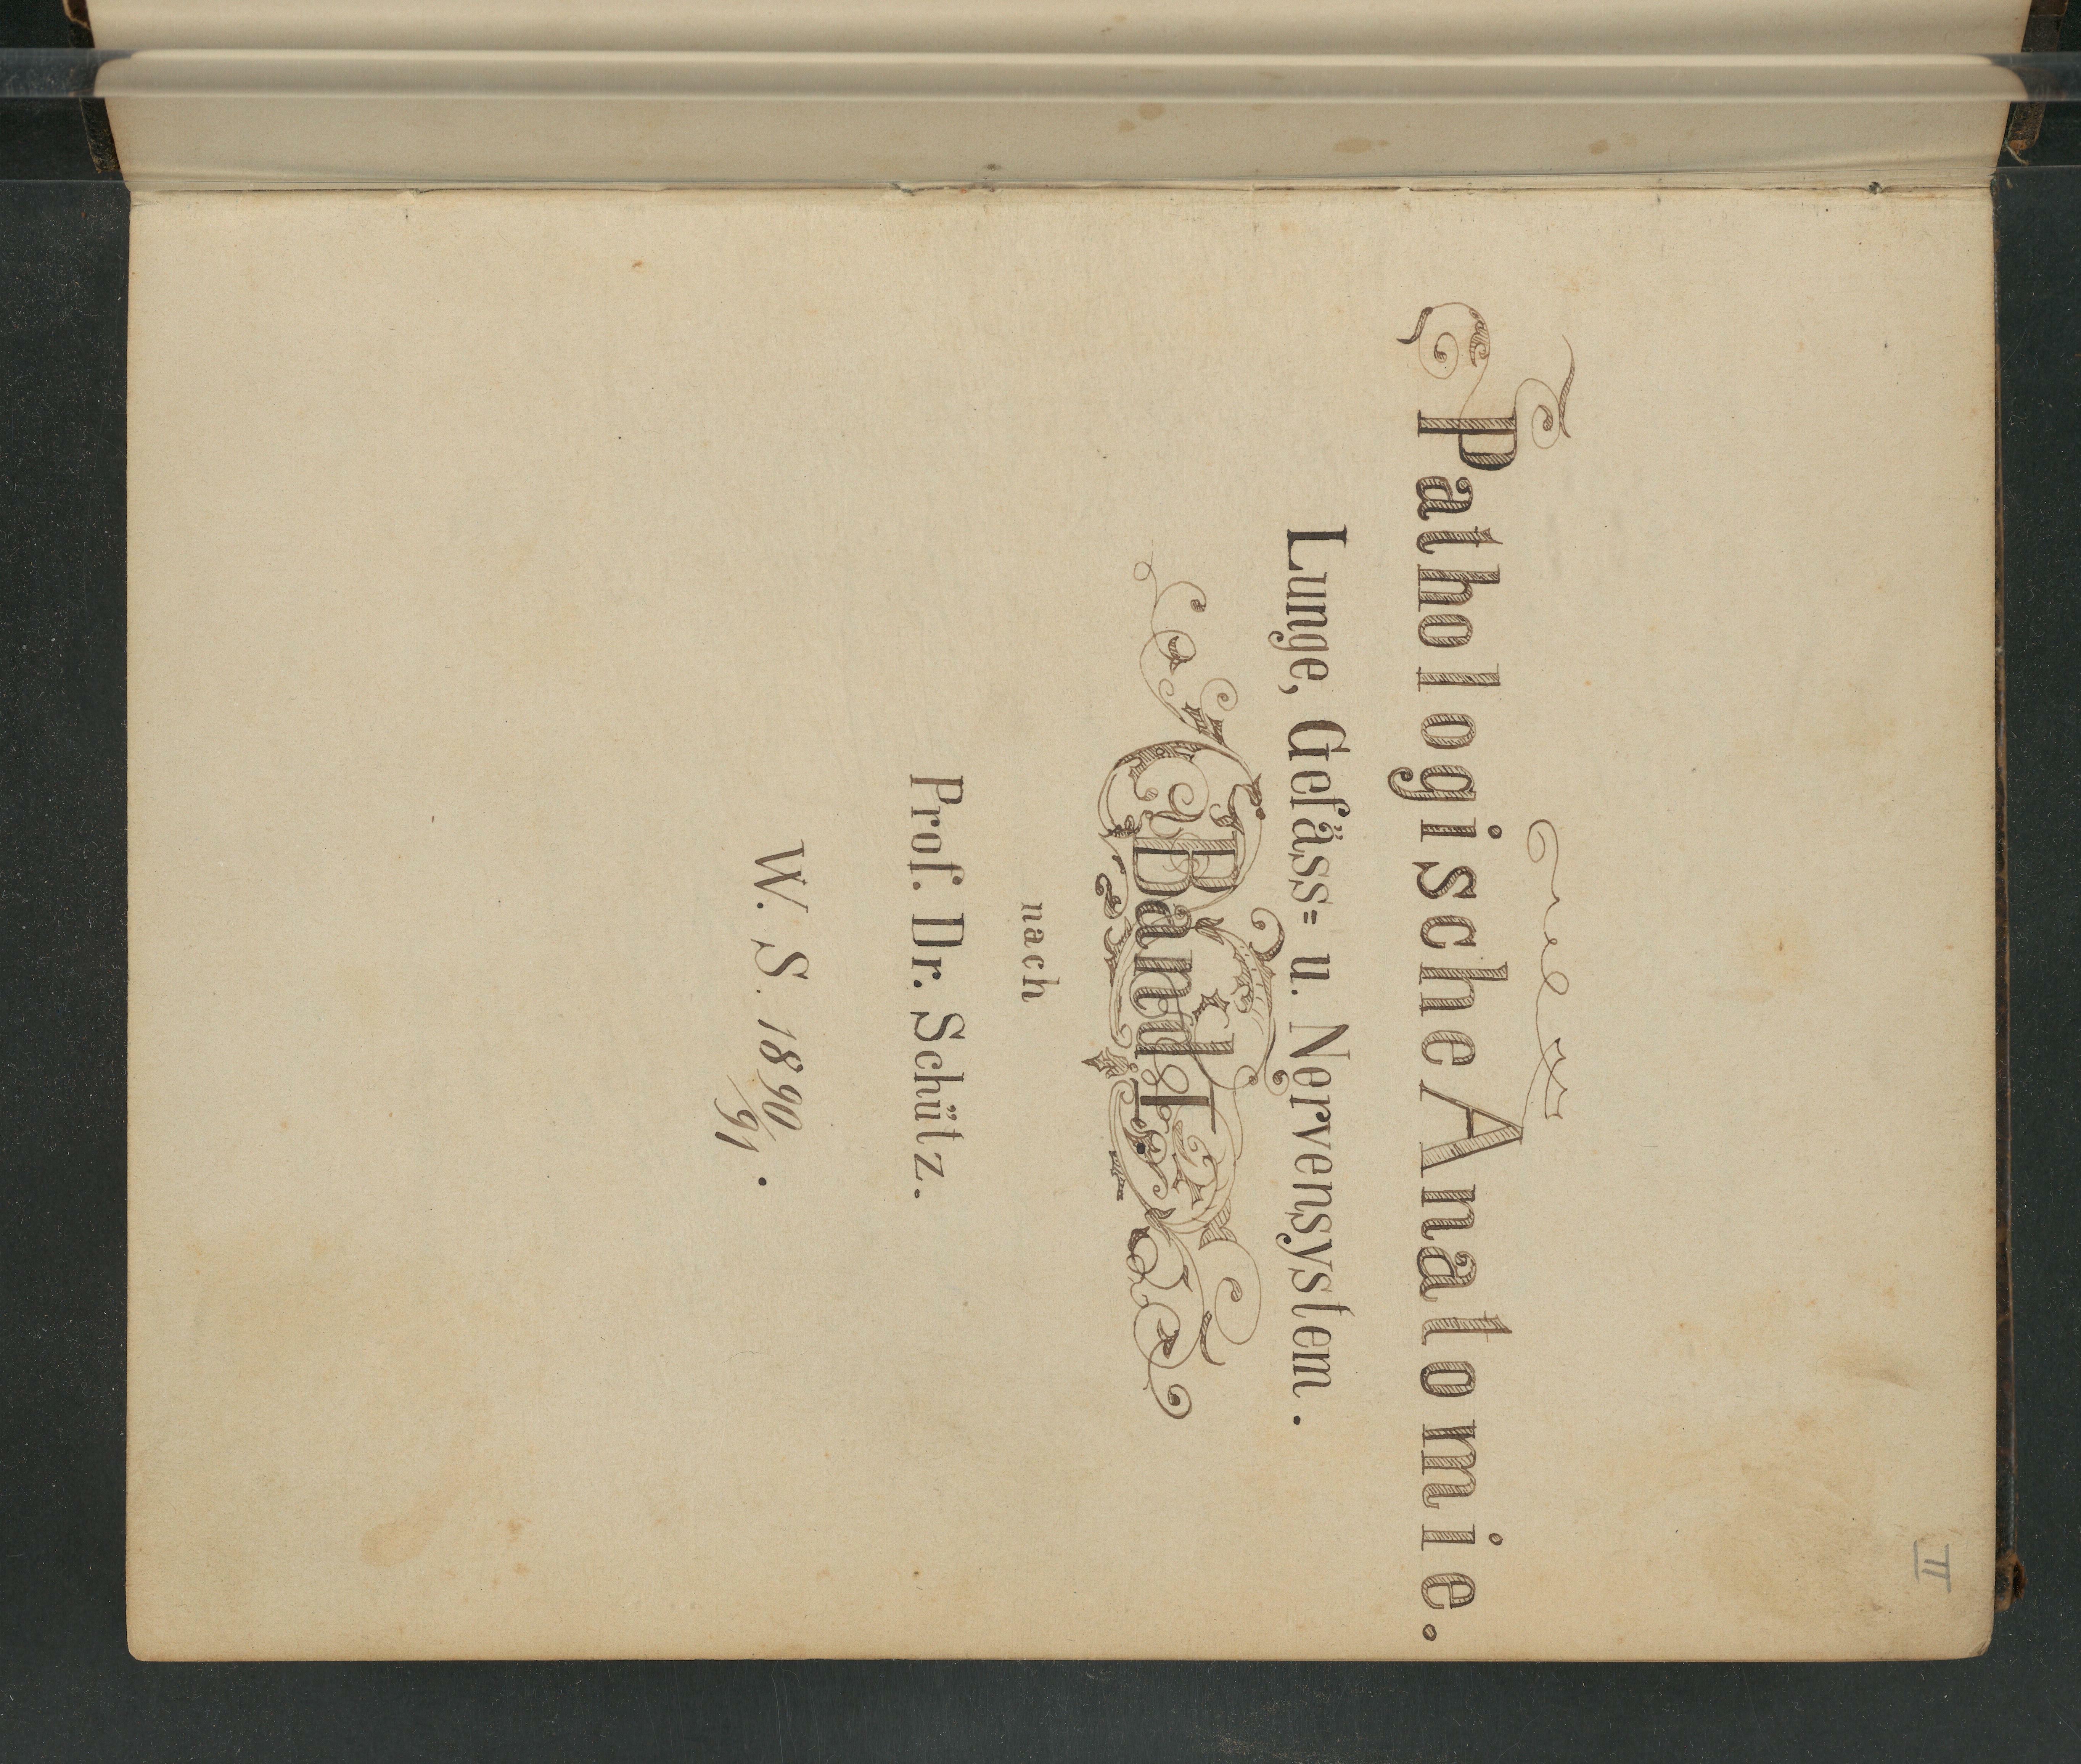 II
Pathologische Anatomie.
Lunge, Gefäss= u. Nervensystem.
Band I.
nach
Prof. Dr. Schütz.
W. S. 1890/91.